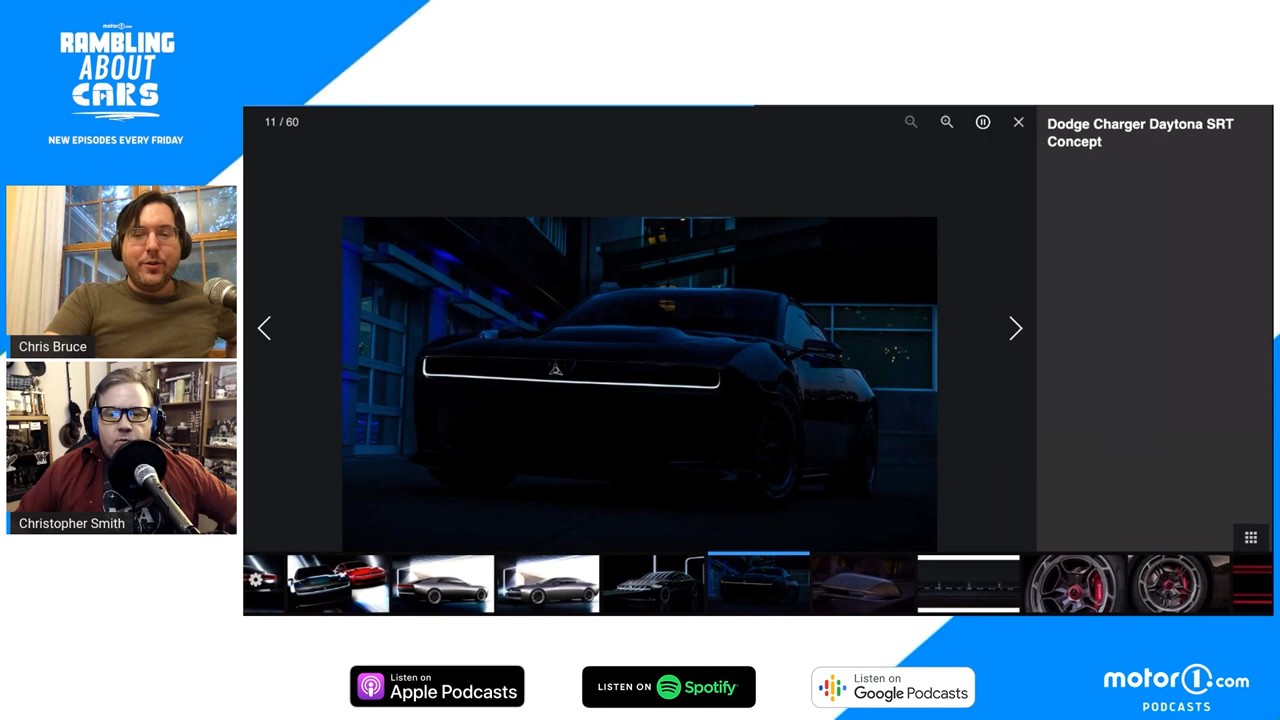 motor1.com
RAMBLING
ABOUT
CARS
NEW EPISODES EVERY FRIDAY
Chris Bruce
Christopher Smith
11 / 60
Dodge Charger Daytona SRT
Concept
Listen on
Apple Podcasts
LISTEN ON Spotify
Listen on
Google Podcasts
motor1.com
PODCASTS